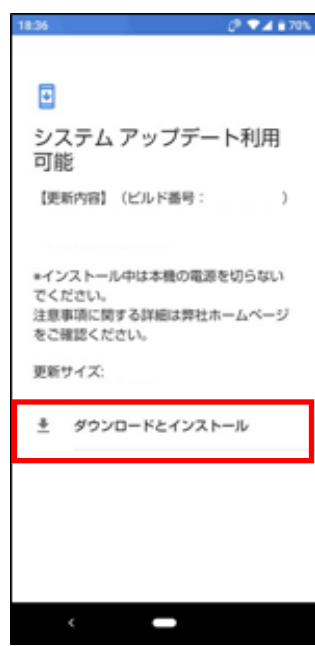 18:36 70%
システム アップデート利用
可能
【更新内容】（ビルド番号： ）
*インストール中は本機の電源を切らない
でください。
注意事項に関する詳細は弊社ホームページ
をご確認ください。
更新サイズ:
ダウンロードとインストール